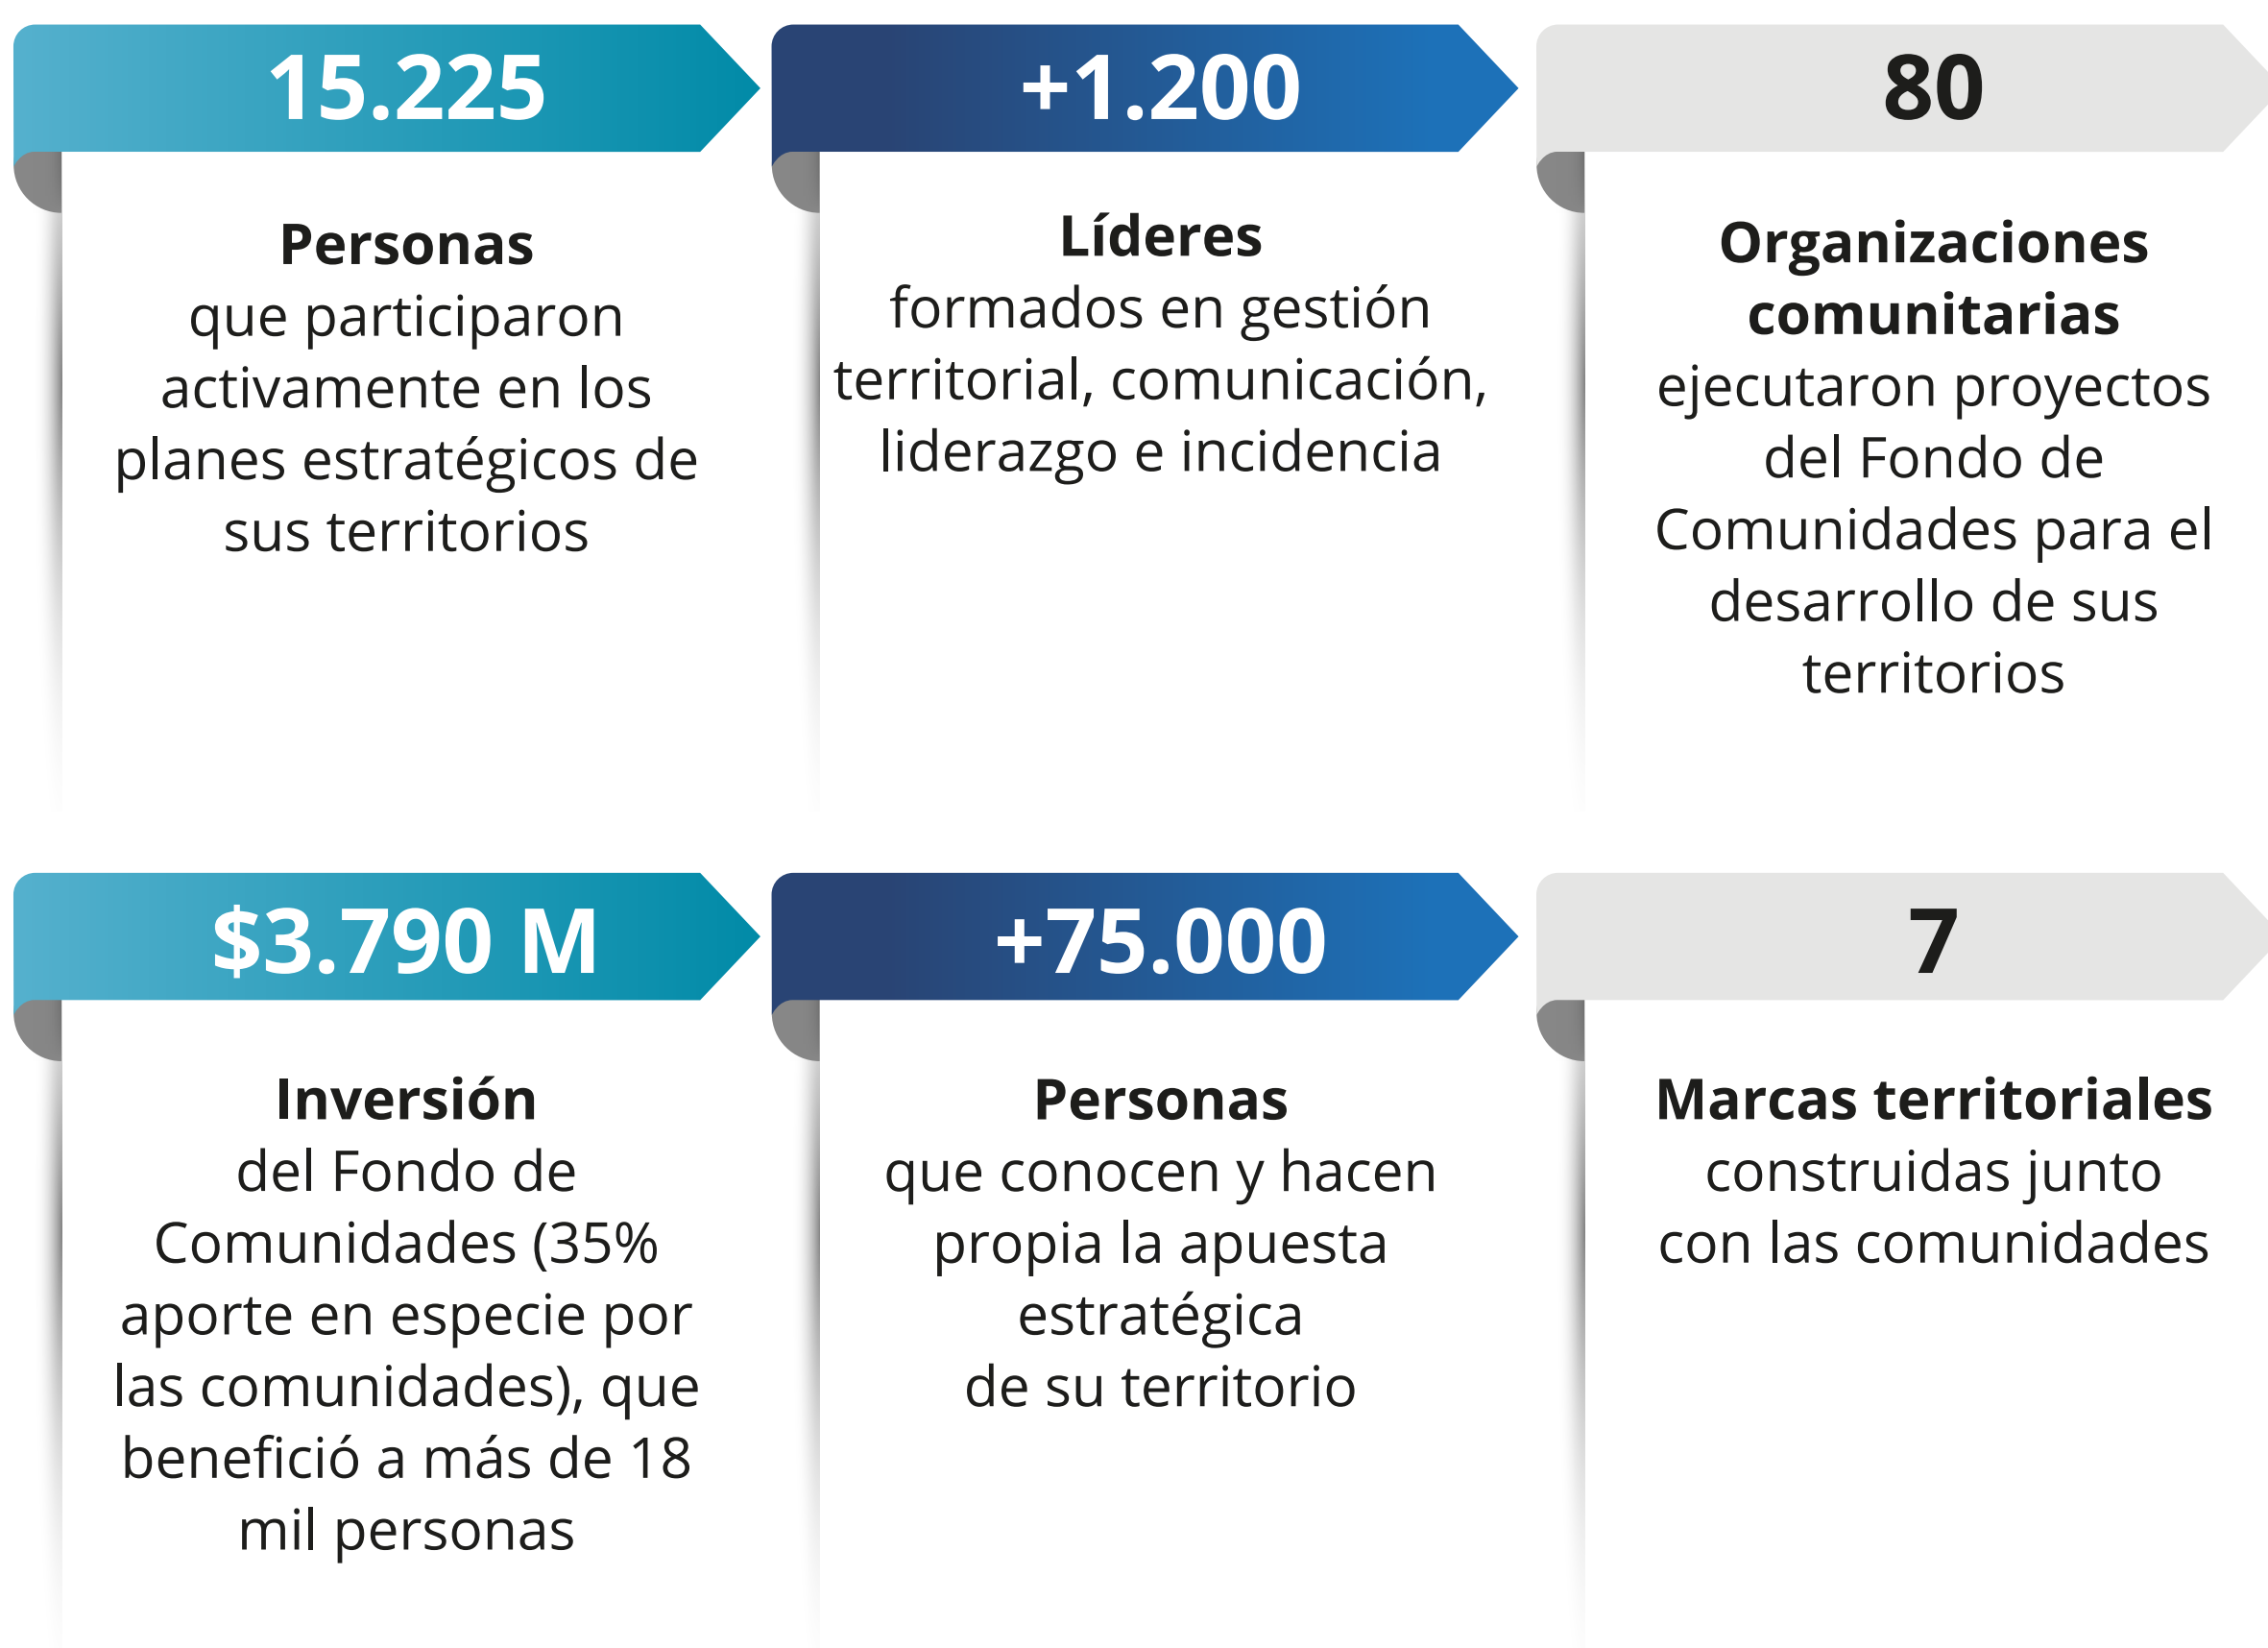 15.225
Personas
que participaron
activamente en los
planes estratégicos de
sus territorios
+1.200
Líderes
formados en gestión
territorial, comunicación,
liderazgo e incidencia
80
Organizaciones
comunitarias
ejecutaron proyectos
del Fondo de
Comunidades para el
desarrollo de sus
territorios
$3.790 M
Inversión
del Fondo de
Comunidades (35%
aporte en especie por
las comunidades), que
benefició a más de 18
mil personas
+75.000
Personas
que conocen y hacen
propia la apuesta
estratégica
de su territorio
7
Marcas territoriales
construidas junto
con las comunidades